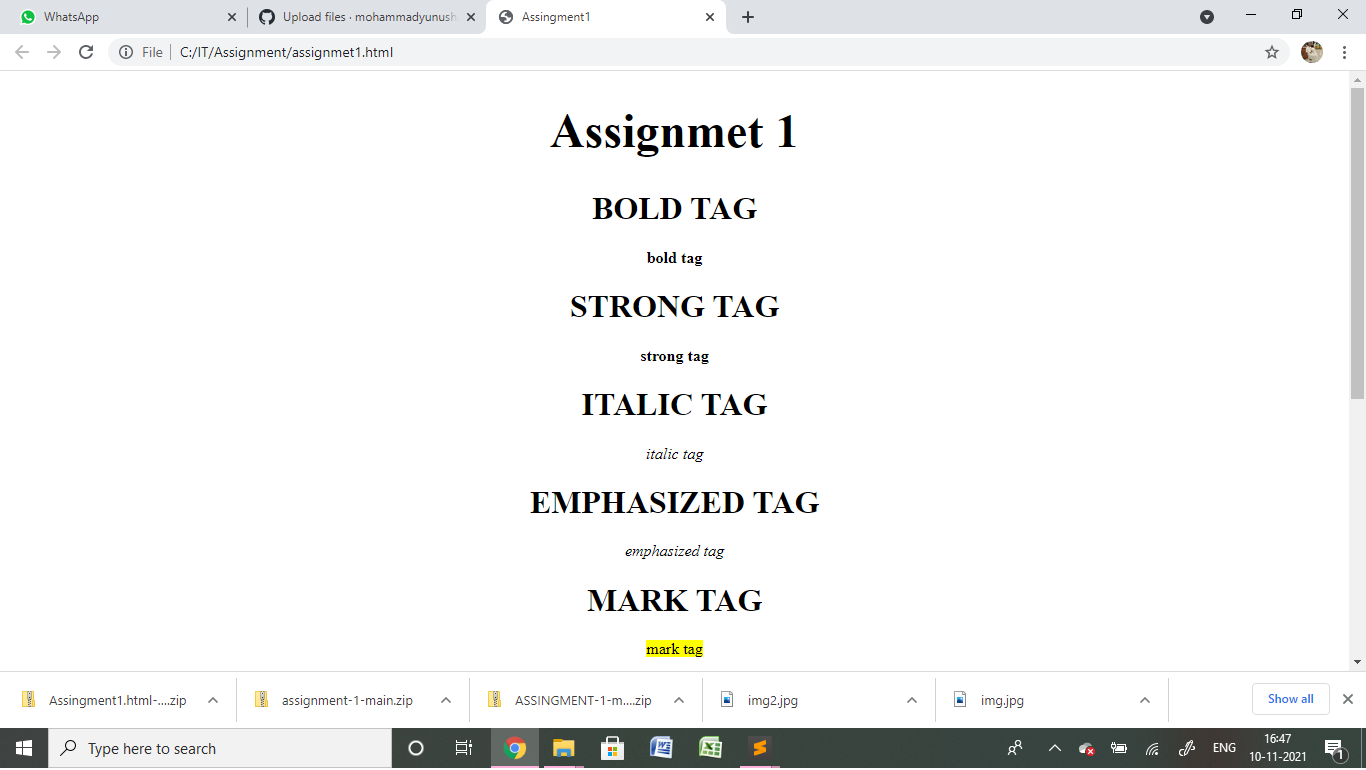 WhatsApp
Upload files · mohammadyunush
Assingment1
File
C:/IT/Assignment/assignmet1.html
Assignmet 1
BOLD TAG
bold tag
STRONG TAG
strong tag
ITALIC TAG
italic tag
EMPHASIZED TAG
emphasized tag
MARK TAG
mark tag
Assingment1.html-....zip
assignment-1-main.zip
ASSINGMENT-1-m....zip
img2.jpg
img.jpg
Show all
Type here to search
ENG
16:47
10-11-2021
1